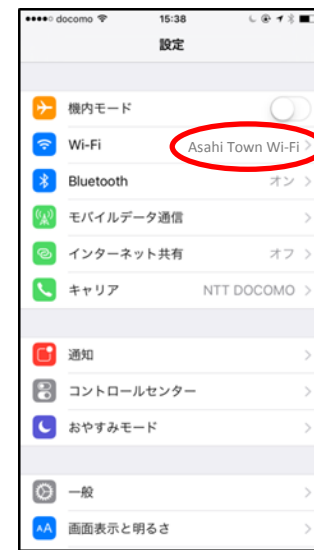 docomo 15:38
設定
機内モード
Wi-Fi Asahi Town Wi-Fi
Bluetooth オン
モバイルデータ通信
インターネット共有 オフ
キャリア NTT DOCOMO
通知
コントロールセンター
おやすみモード
一般
AA 画面表示と明るさ